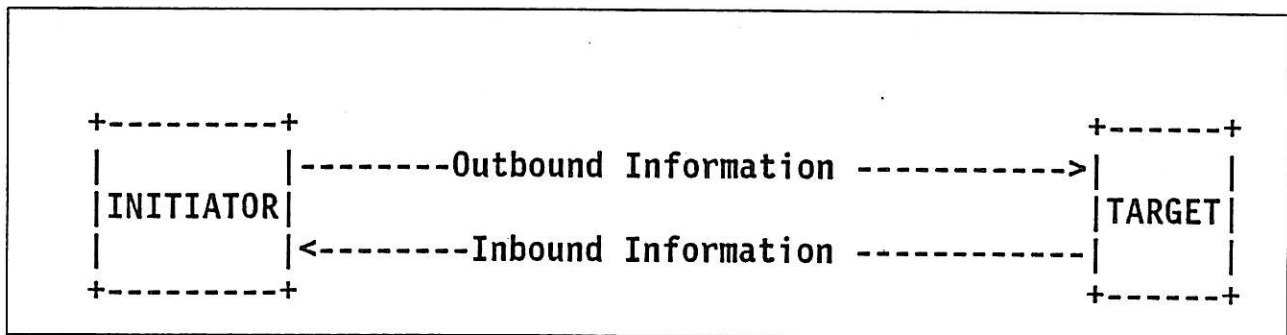 +---------+ +------+
| |--------Outbound Information ----------->| |
|INITIATOR| |TARGET|
| |<--------Inbound Information ------------| |
+---------+ +------+